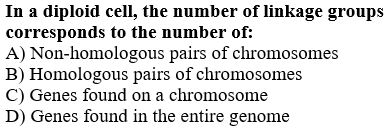 In a diploid cell, the number of linkage groups
corresponds to the number of:
A) Non-homologous pairs of chromosomes
B) Homologous pairs of chromosomes
C) Genes found on a chromosome
D) Genes found in the entire genome